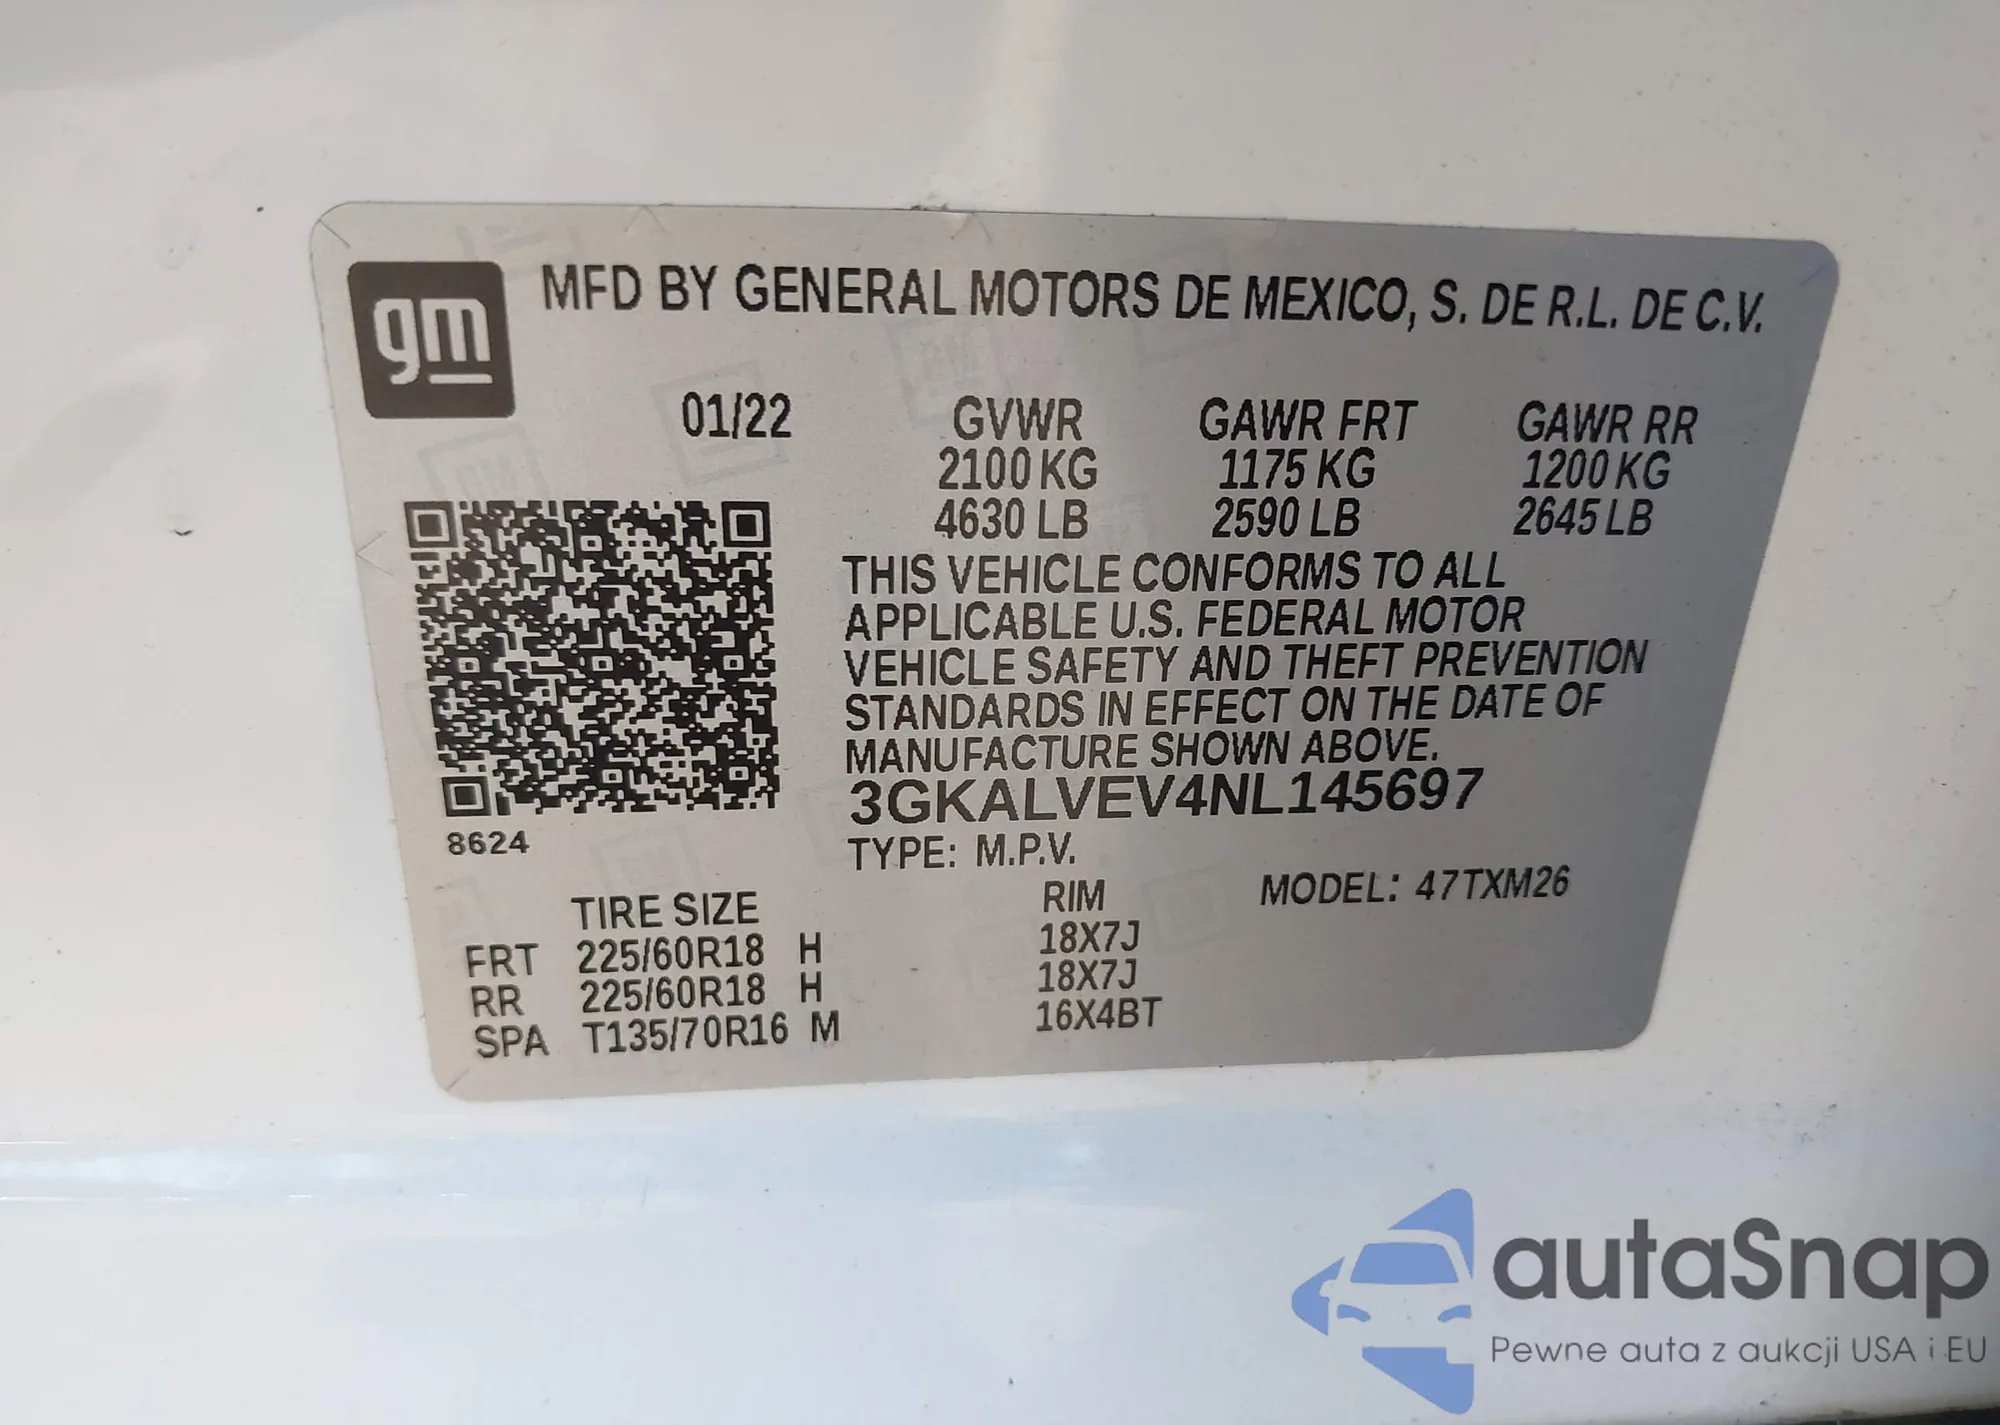 gm
MFD BY GENERAL MOTORS DE MEXICO, S. DE R.L. DE C.V.
01/22 GVWR GAWR FRT GAWR RR
2100 KG 1175 KG 1200 KG
4630 LB 2590 LB 2645 LB
THIS VEHICLE CONFORMS TO ALL
APPLICABLE U.S. FEDERAL MOTOR
VEHICLE SAFETY AND THEFT PREVENTION
STANDARDS IN EFFECT ON THE DATE OF
MANUFACTURE SHOWN ABOVE.
3GKALVEV4NL145697
8624
TYPE: M.P.V.
MODEL: 47TXM26
TIRE SIZE RIM
FRT 225/60R18 H 18X7J
RR 225/60R18 H 18X7J
SPA T135/70R16 M 16X4BT
autaSnap
Pewne auta z aukcji USA i EU